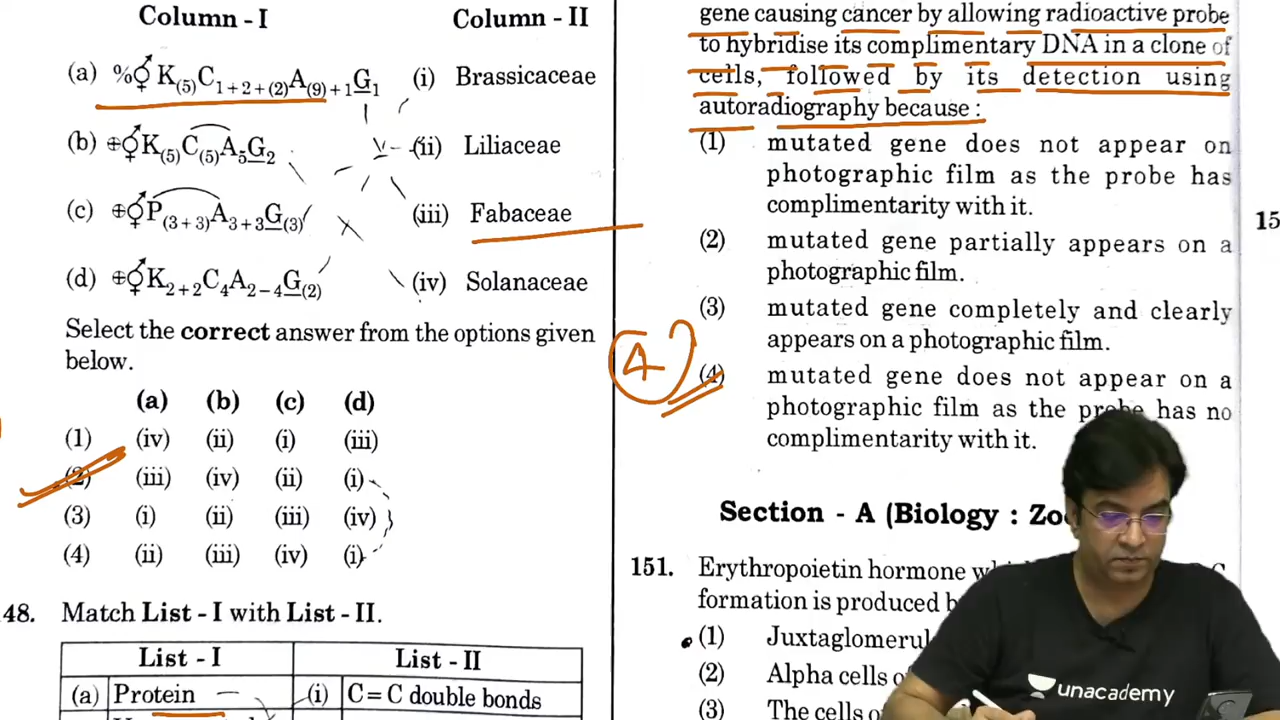 Column - I Column - II
(a) %⚥ K(5)C1+2+(2)A(9)+1G1 (i) Brassicaceae
(b) ⊕⚥K(5)C(5)A5G2 (ii) Liliaceae
(c) ⊕⚥P(3+3)A3+3G(3) (iii) Fabaceae
(d) ⊕⚥K2+2C4A2-4G(2) (iv) Solanaceae
Select the correct answer from the options given
below.
(a) (b) (c) (d)
(1) (iv) (ii) (i) (iii)
(2) (iii) (iv) (ii) (i)
(3) (i) (ii) (iii) (iv)
(4) (ii) (iii) (iv) (i)
48. Match List - I with List - II.
List - I List - II
(a) Protein (i) C=C double bonds
gene causing cancer by allowing radioactive probe
to hybridise its complimentary DNA in a clone of
cells, followed by its detection using
autoradiography because :
(1) mutated gene does not appear on
photographic film as the probe has
complimentarity with it.
(2) mutated gene partially appears on a
photographic film.
(3) mutated gene completely and clearly
appears on a photographic film.
4
(4) mutated gene does not appear on a
photographic film as the probe has no
complimentarity with it.
15
Section - A (Biology : Zo
151. Erythropoietin hormone
formation is produced
(1) Juxtaglomerul
(2) Alpha cells
(3) The cells
unacademy